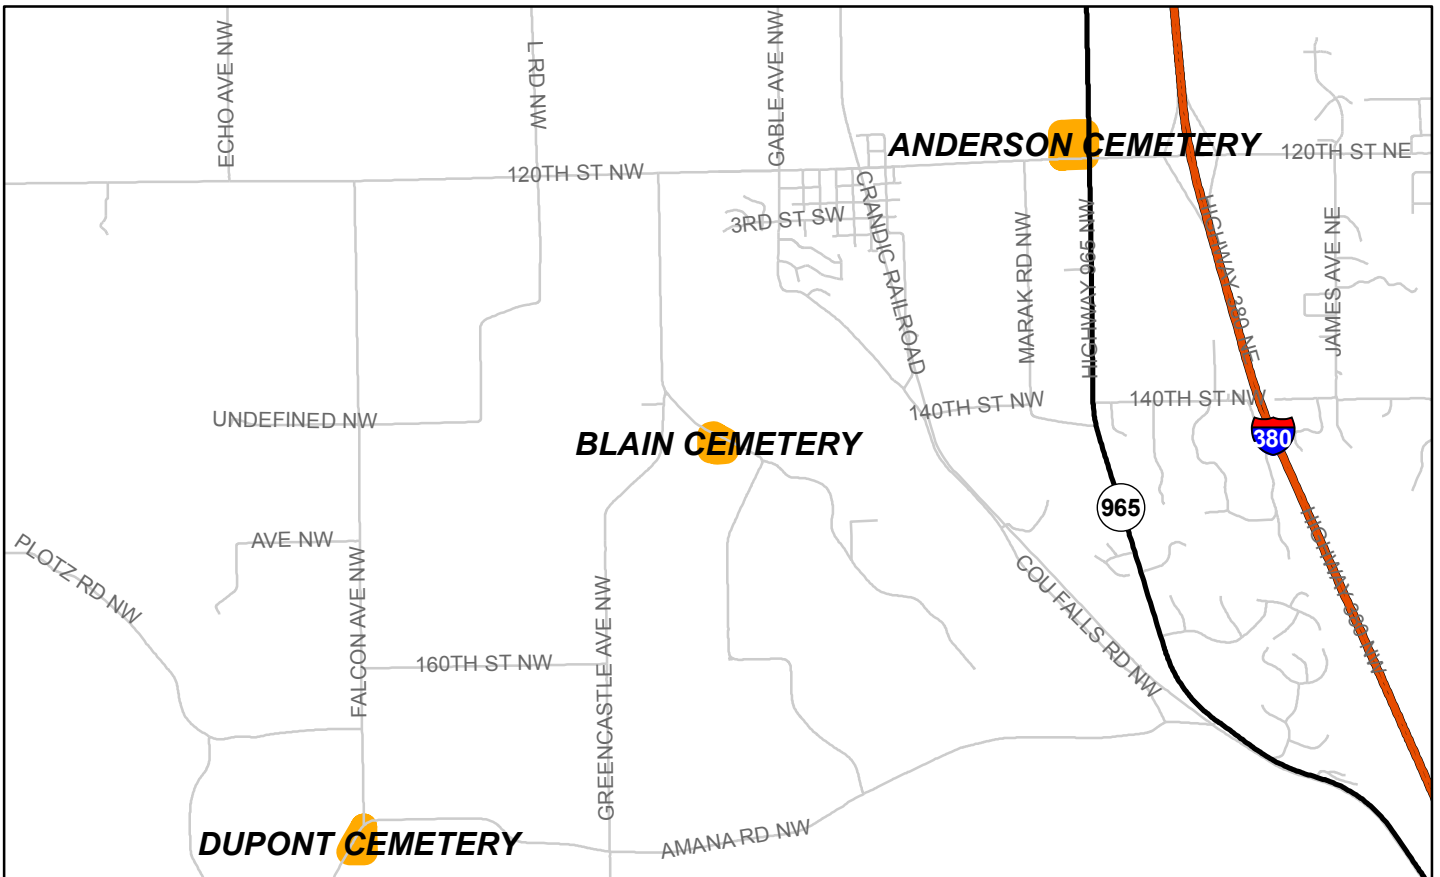 ECHO AVE NW
L RD NW
GABLE AVE NW
ANDERSON CEMETERY
120TH ST NE
120TH ST NW
3RD ST SW
CRANDIC RAILROAD
MARAK RD NW
HIGHWAY 965 NW
HIGHWAY 380 NE
JAMES AVE NE
UNDEFINED NW
140TH ST NW
140TH ST NW
BLAIN CEMETERY
380
965
PLOTZ RD NW
AVE NW
FALCON AVE NW
GREENCASTLE AVE NW
COU FALLS RD NW
HIGHWAY 380 NW
160TH ST NW
DUPONT CEMETERY
AMANA RD NW